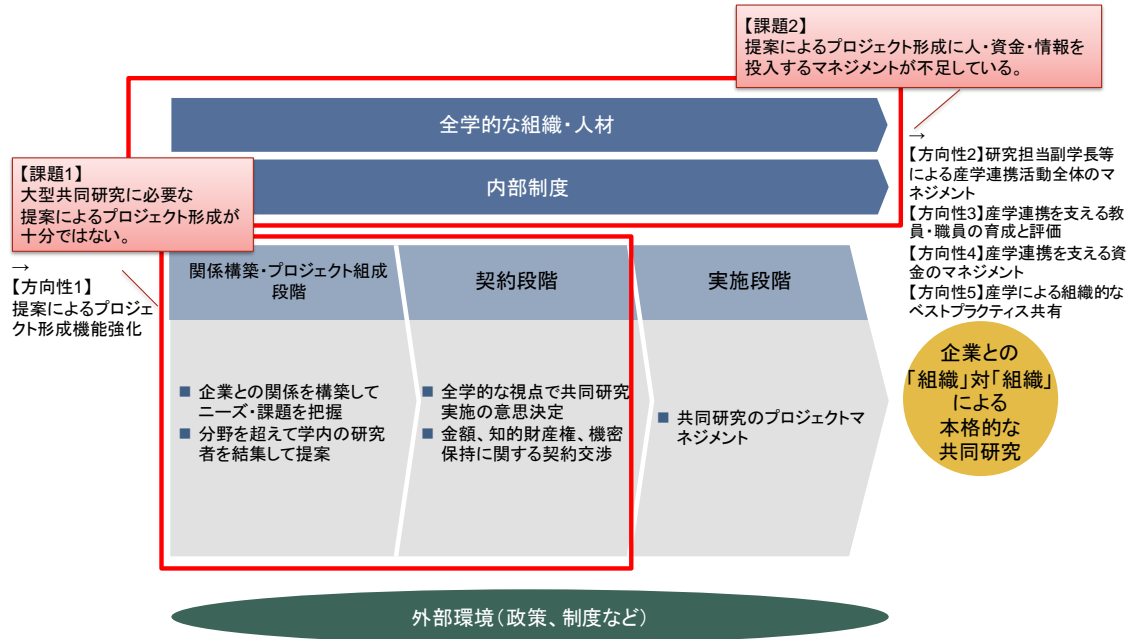 【課題2】
提案によるプロジェクト形成に人・資金・情報を
投入するマネジメントが不足している。
全学的な組織・人材
内部制度
【課題1】
大型共同研究に必要な
提案によるプロジェクト形成が
十分ではない。
→
【方向性1】
提案によるプロジェ
クト形成機能強化
→
【方向性2】研究担当副学長等
による産学連携活動全体のマ
ネジメント
【方向性3】産学連携を支える教
員・職員の育成と評価
【方向性4】産学連携を支える資
金のマネジメント
【方向性5】産学による組織的な
ベストプラクティス共有
関係構築・プロジェクト組成
段階
契約段階
実施段階
■ 企業との関係を構築して
ニーズ・課題を把握
■ 分野を超えて学内の研究
者を結集して提案
■ 全学的な視点で共同研究
実施の意思決定
■ 金額、知的財産権、機密
保持に関する契約交渉
■ 共同研究のプロジェクトマ
ネジメント
企業との
「組織」対「組織」
による
本格的な
共同研究
外部環境(政策、制度など)